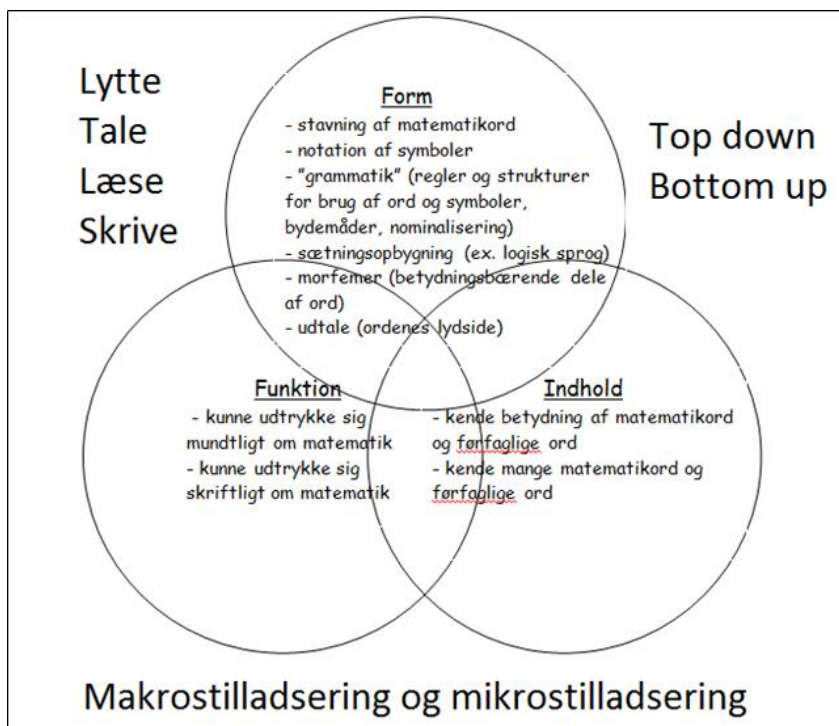 Lytte
Tale
Læse
Skrive
Top down
Bottom up
Form
- stavning af matematikord
- notation af symboler
- ”grammatik” (regler og strukturer
for brug af ord og symboler,
bydemåder, nominalisering)
- sætningsopbygning (ex. logisk sprog)
- morfemer (betydningsbærende dele
af ord)
- udtale (ordenes lydside)
Funktion
- kunne udtrykke sig
mundtligt om matematik
- kunne udtrykke sig
skriftligt om matematik
Indhold
- kende betydning af matematikord
og førfaglige ord
- kende mange matematikord og
førfaglige ord
Makrostilladsering og mikrostilladsering